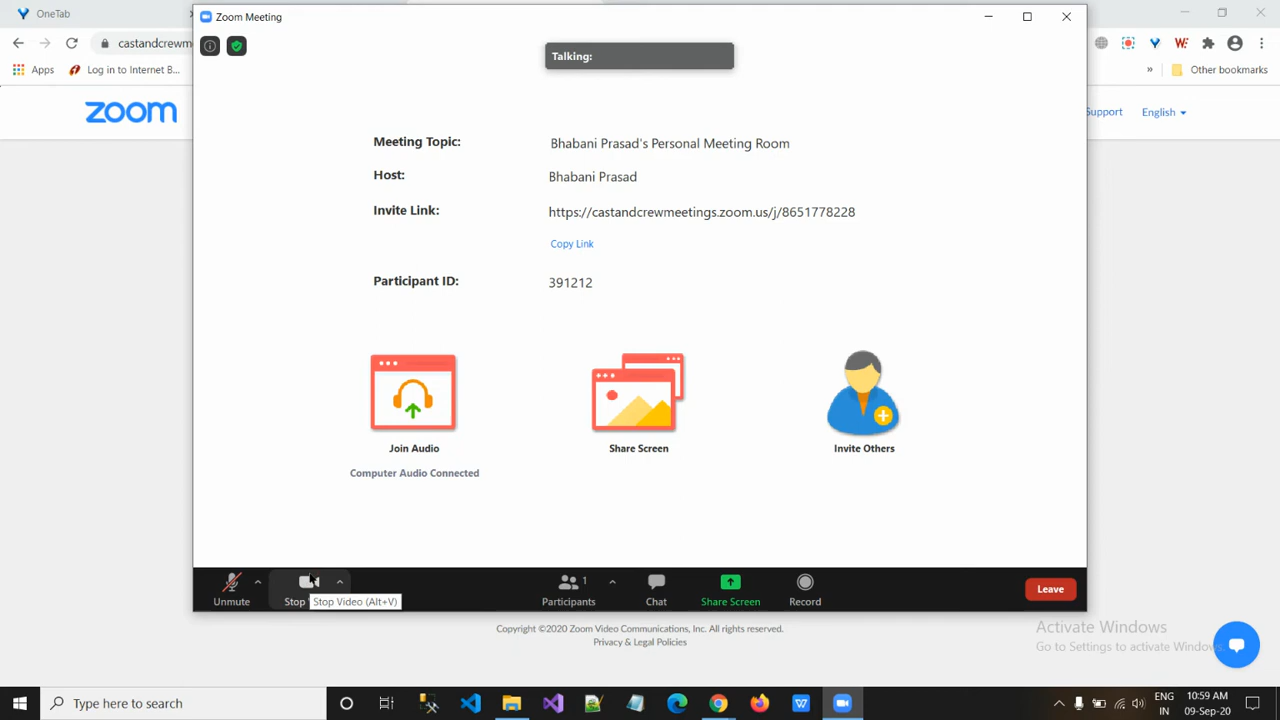 OneTab
Zoom Meeting
castandcrewm
Talking:
Apps
Log in to Internet B...
»
Other bookmarks
zoom
Support
English
Meeting Topic:
Bhabani Prasad's Personal Meeting Room
Host:
Bhabani Prasad
Invite Link:
https://castandcrewmeetings.zoom.us/j/8651778228
Copy Link
Participant ID:
391212
Join Audio
Share Screen
Invite Others
Computer Audio Connected
1
Unmute
Stop
Stop Video (Alt+V)
Participants
Chat
Share Screen
Record
Leave
Copyright ©2020 Zoom Video Communications, Inc. All rights reserved.
Privacy & Legal Policies
Activate Windows
Go to Settings to activate Windows.
Type here to search
ENG
IN
10:59 AM
09-Sep-20